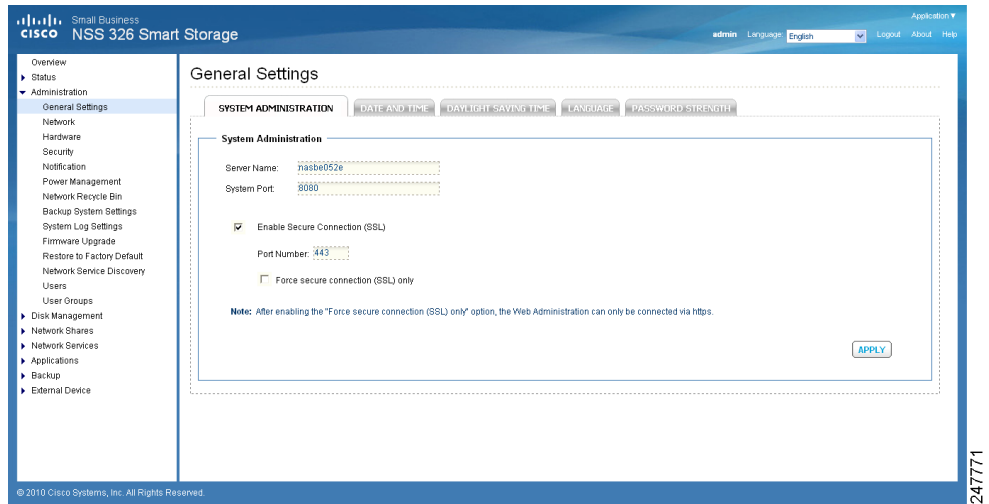 Small Business
CISCO NSS 326 Smart Storage
Application
admin Language: English Logout About Help
Overview
Status
Administration
General Settings
Network
Hardware
Security
Notification
Power Management
Network Recycle Bin
Backup System Settings
System Log Settings
Firmware Upgrade
Restore to Factory Default
Network Service Discovery
Users
User Groups
Disk Management
Network Shares
Network Services
Applications
Backup
External Device
General Settings
SYSTEM ADMINISTRATION DATE AND TIME DAYLIGHT SAVING TIME LANGUAGE PASSWORD STRENGTH
System Administration
Server Name: nasbe052e
System Port: 8080
Enable Secure Connection (SSL)
Port Number: 443
Force secure connection (SSL) only
Note: After enabling the "Force secure connection (SSL) only" option, the Web Administration can only be connected via https.
APPLY
© 2010 Cisco Systems, Inc. All Rights Reserved.
247771